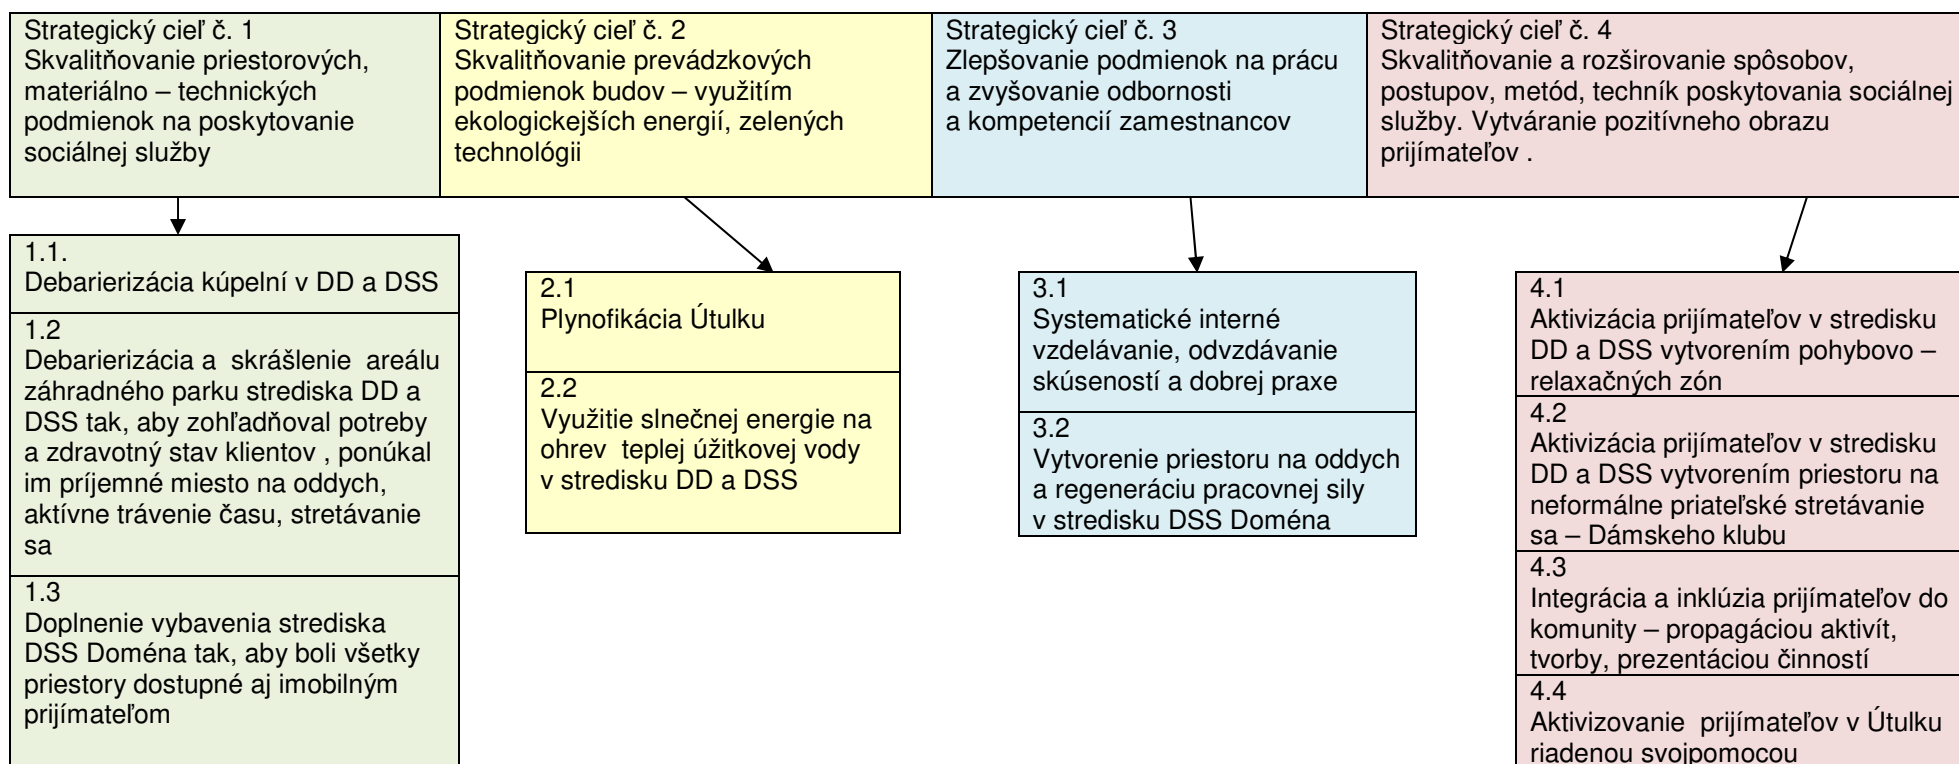 Strategický cieľ č. 1
Skvalitňovanie priestorových,
materiálno – technických
podmienok na poskytovanie
sociálnej služby
Strategický cieľ č. 2
Skvalitňovanie prevádzkových
podmienok budov – využitím
ekologickejších energií, zelených
technológii
Strategický cieľ č. 3
Zlepšovanie podmienok na prácu
a zvyšovanie odbornosti
a kompetencií zamestnancov
Strategický cieľ č. 4
Skvalitňovanie a rozširovanie spôsobov,
postupov, metód, techník poskytovania sociálnej
služby. Vytváranie pozitívneho obrazu
prijímateľov .
1.1.
Debarierizácia kúpelní v DD a DSS
1.2
Debarierizácia a skrášlenie areálu
záhradného parku strediska DD a
DSS tak, aby zohľadňoval potreby
a zdravotný stav klientov , ponúkal
im príjemné miesto na oddych,
aktívne trávenie času, stretávanie
sa
1.3
Doplnenie vybavenia strediska
DSS Doména tak, aby boli všetky
priestory dostupné aj imobilným
prijímateľom
2.1
Plynofikácia Útulku
2.2
Využitie slnečnej energie na
ohrev teplej úžitkovej vody
v stredisku DD a DSS
3.1
Systematické interné
vzdelávanie, odvzdávanie
skúseností a dobrej praxe
3.2
Vytvorenie priestoru na oddych
a regeneráciu pracovnej sily
v stredisku DSS Doména
4.1
Aktivizácia prijímateľov v stredisku
DD a DSS vytvorením pohybovo –
relaxačných zón
4.2
Aktivizácia prijímateľov v stredisku
DD a DSS vytvorením priestoru na
neformálne priateľské stretávanie
sa – Dámskeho klubu
4.3
Integrácia a inklúzia prijímateľov do
komunity – propagáciou aktivít,
tvorby, prezentáciou činností
4.4
Aktivizovanie prijímateľov v Útulku
riadenou svojpomocou